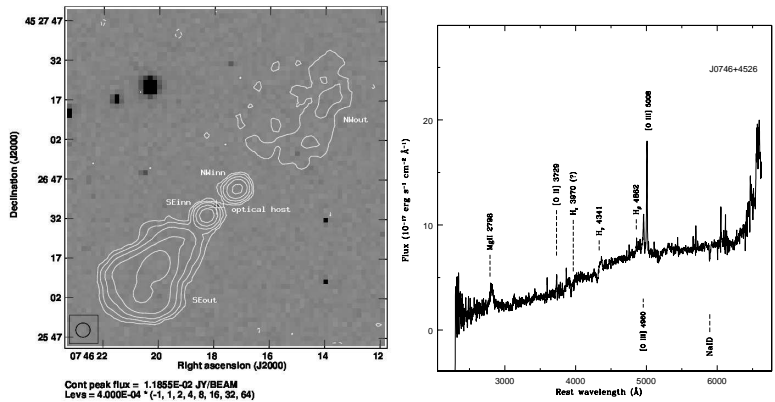 45 27 47
32
17
02
26 47
32
17
02
25 47
Declination (J2000)
NWout
NWinn
SEinn
optical host
SEout
07 46 22
20
18
16
14
12
Right ascension (J2000)
Cont peak flux = 1.1855E-02 JY/BEAM
Levs = 4.000E-04 * (-1, 1, 2, 4, 8, 16, 32, 64)
J0746+4526
20
10
0
Flux (10⁻¹⁷ erg s⁻¹ cm⁻² Å⁻¹)
MgII 2798
[O II] 3729
Hε 3970 (?)
Hγ 4341
Hβ 4862
[O III] 5008
[O III] 4960
NaID
3000
4000
5000
6000
Rest wavelength (Å)